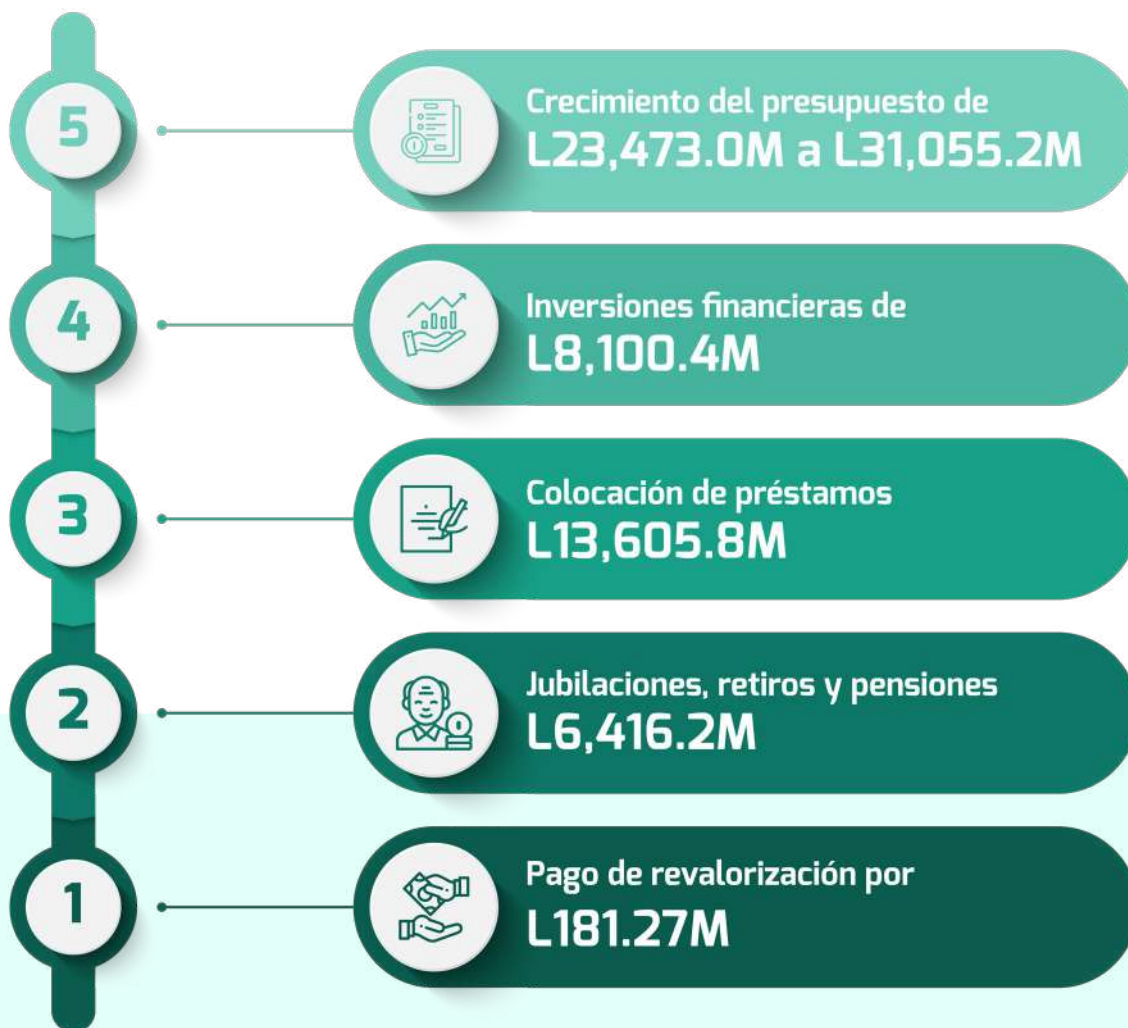 5
Crecimiento del presupuesto de
L23,473.0M a L31,055.2M
4
Inversiones financieras de
L8,100.4M
3
Colocación de préstamos
L13,605.8M
2
Jubilaciones, retiros y pensiones
L6,416.2M
1
Pago de revalorización por
L181.27M